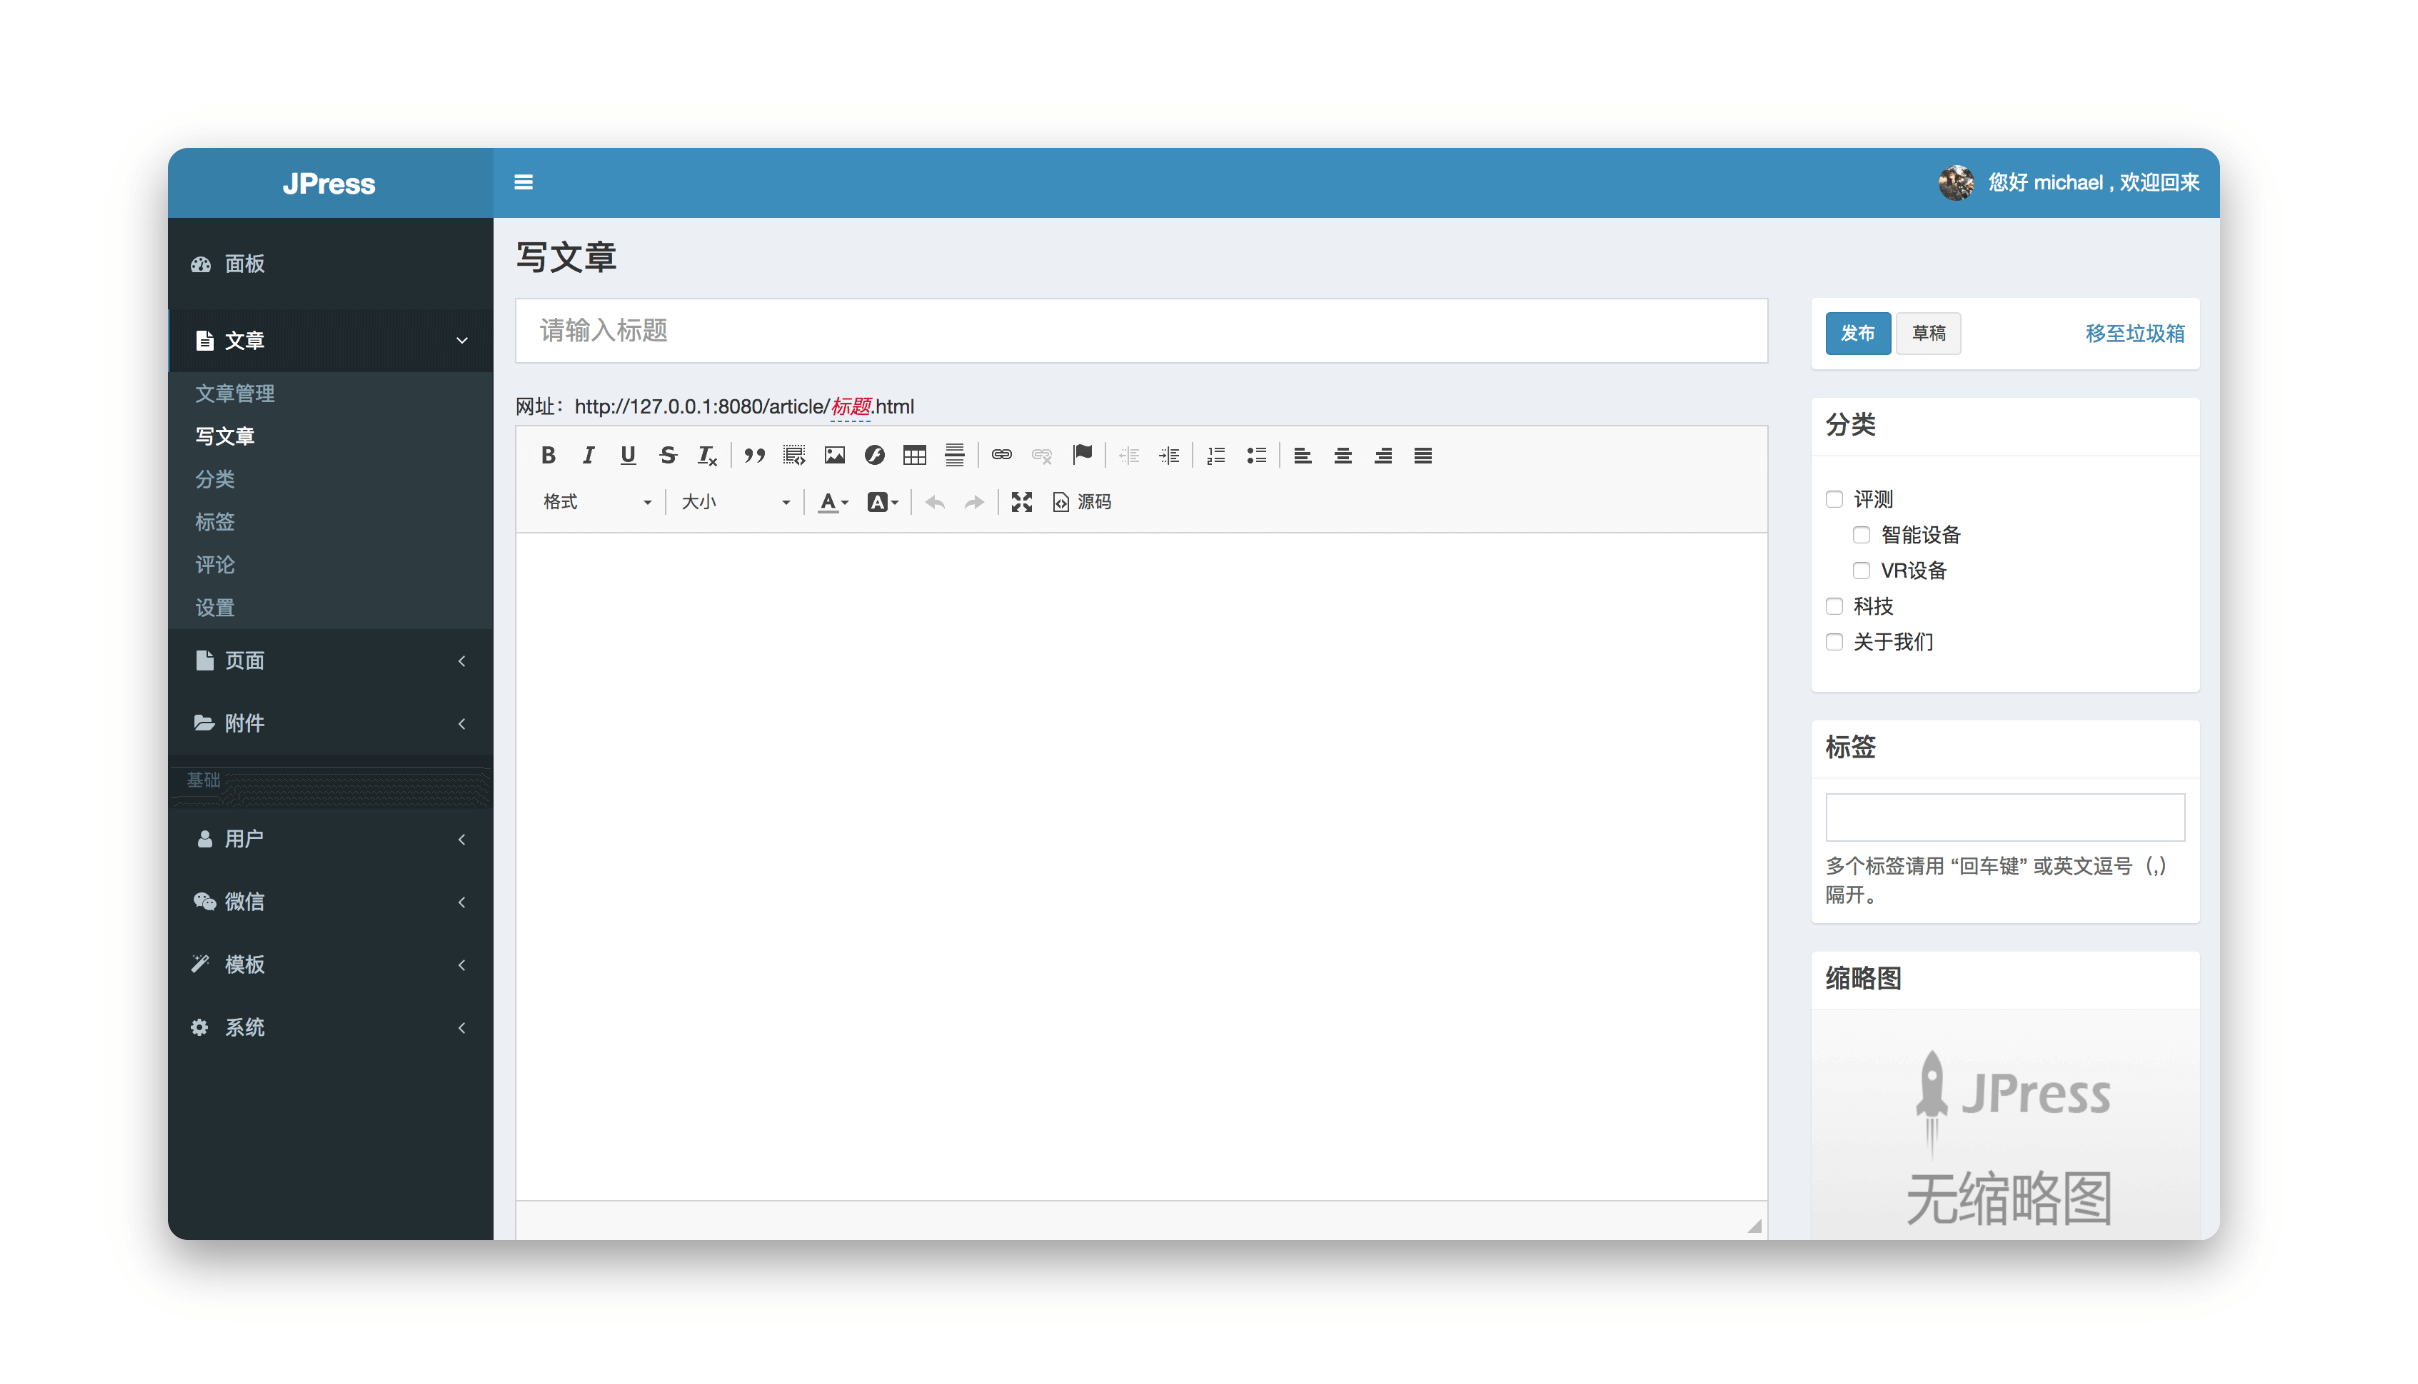 JPress
您好 michael , 欢迎回来
面板
文章
文章管理
写文章
分类
标签
评论
设置
页面
附件
基础
用户
微信
模板
系统
写文章
请输入标题
网址：http://127.0.0.1:8080/article/标题.html
格式 大小 源码
发布 草稿 移至垃圾箱
分类
评测
智能设备
VR设备
科技
关于我们
标签
多个标签请用 “回车键” 或英文逗号（,）
隔开。
缩略图
JPress
无缩略图